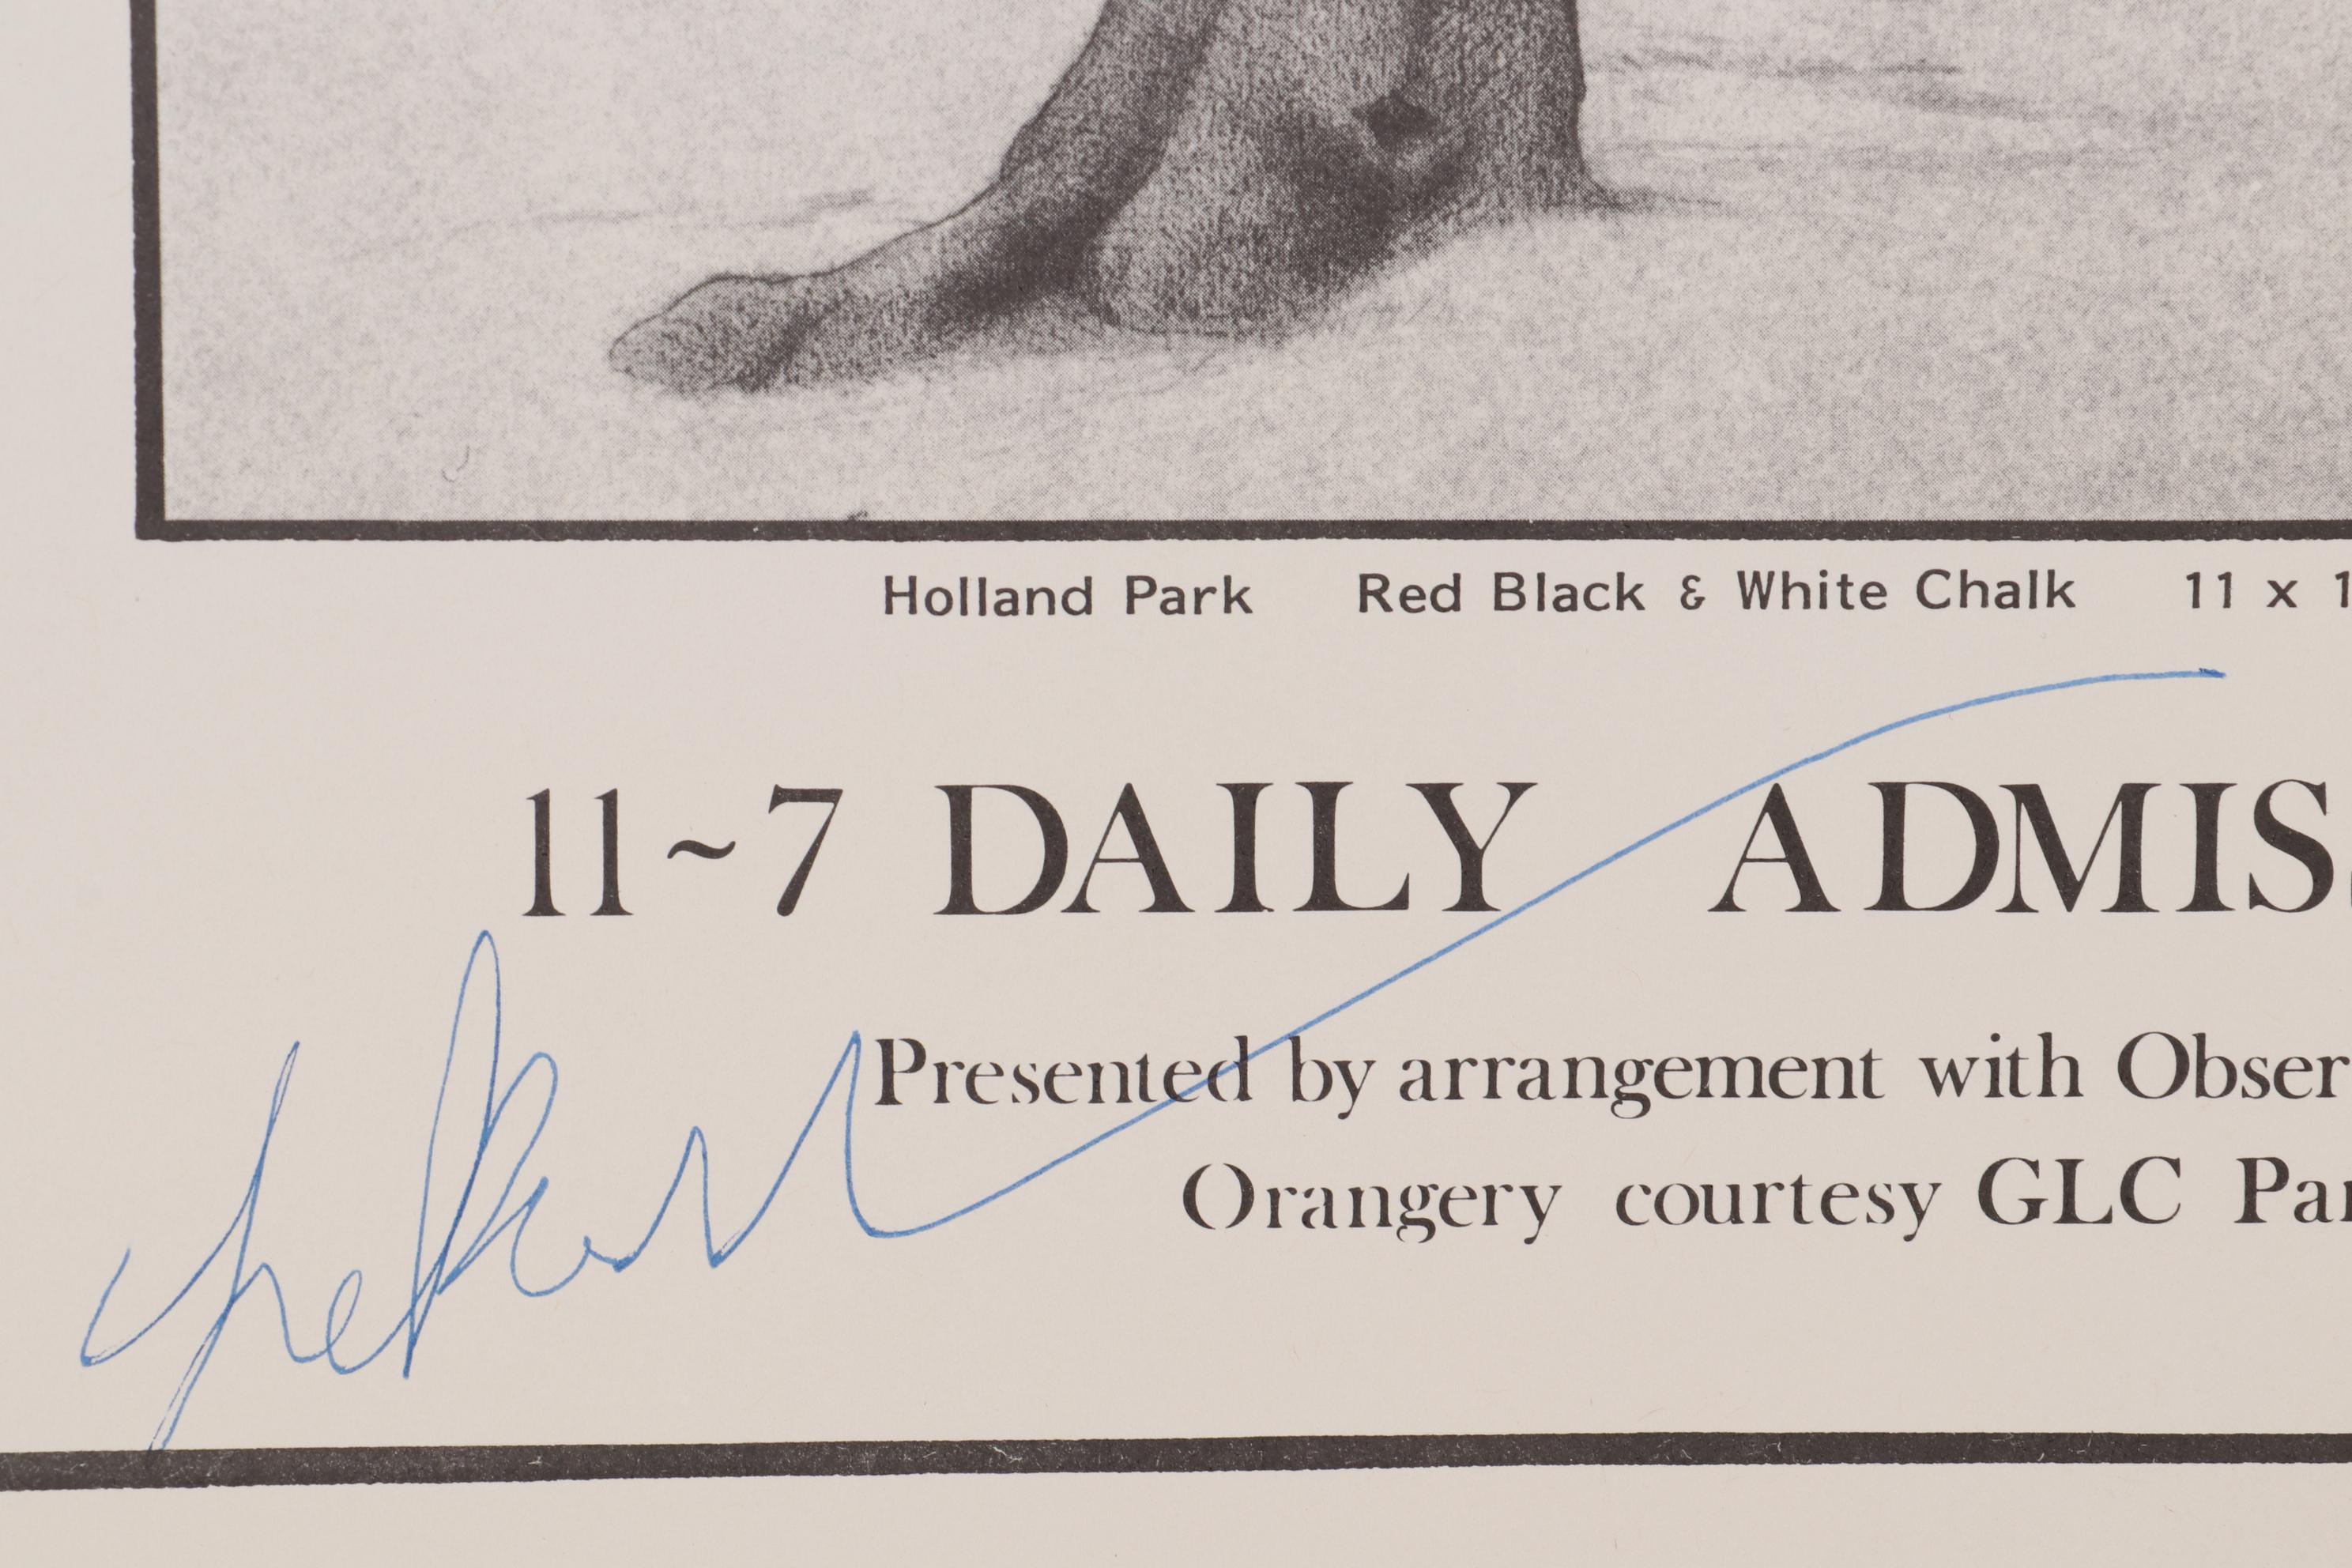 Holland Park Red Black & White Chalk 11 x 1
11~7 DAILY ADMIS
Presented by arrangement with Obser
Orangery courtesy GLC Par